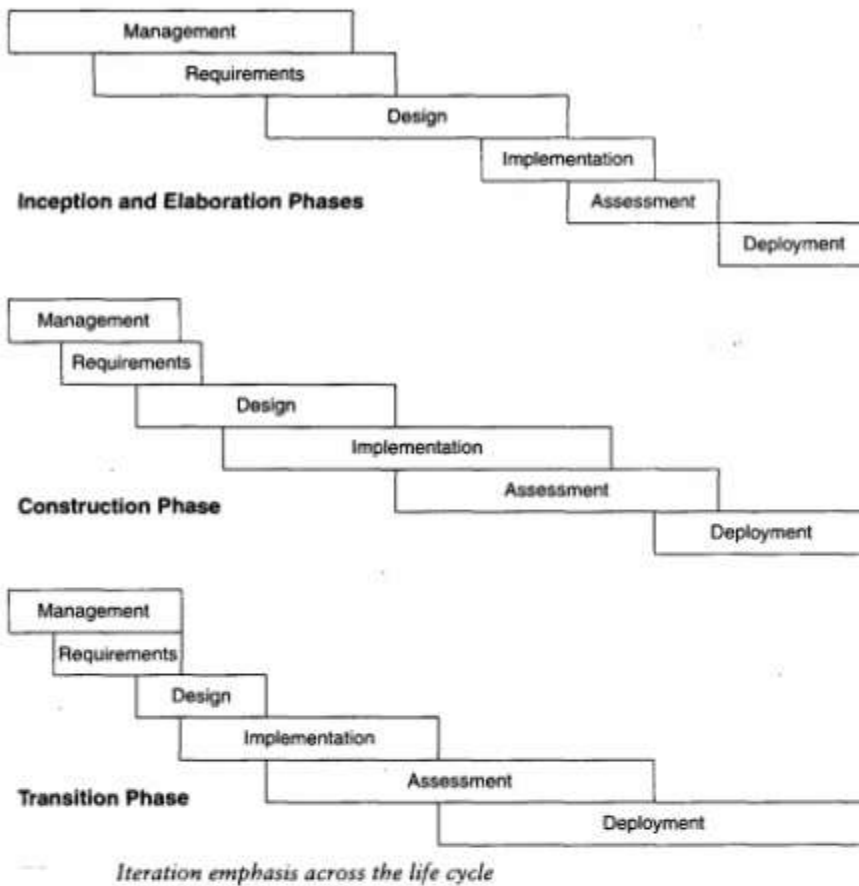 Management
Requirements
Design
Implementation
Inception and Elaboration Phases
Assessment
Deployment
Management
Requirements
Design
Implementation
Assessment
Construction Phase
Deployment
Management
Requirements
Design
Implementation
Assessment
Transition Phase
Deployment
Iteration emphasis across the life cycle